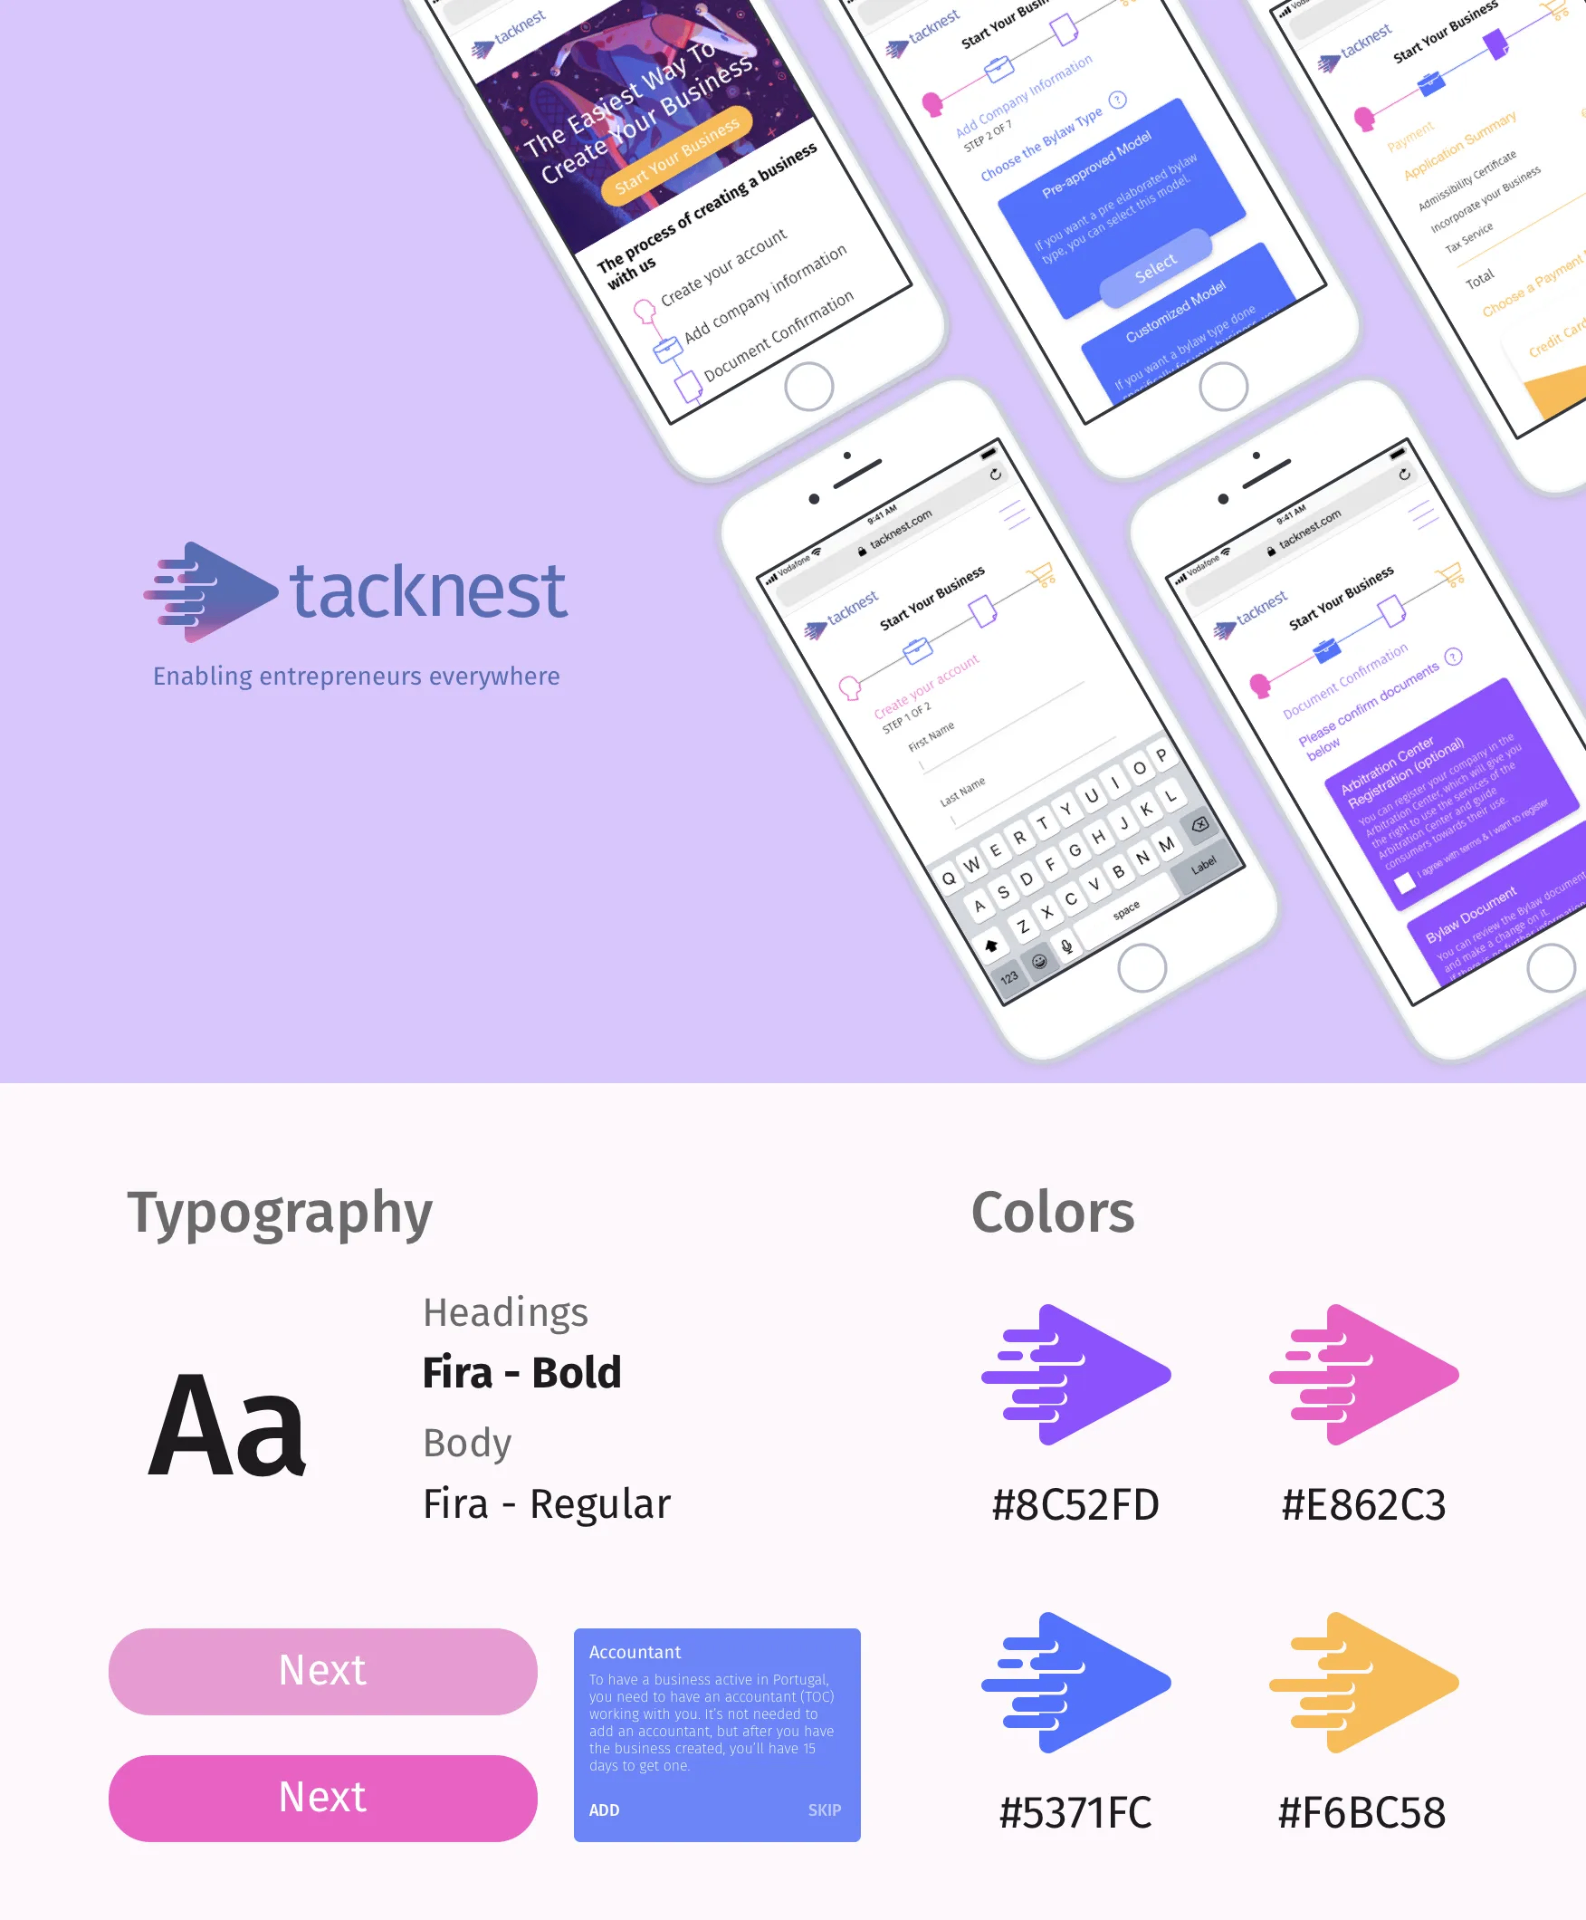 tacknest
The Easiest Way To
Create Your Business
Start Your Business
The process of creating a business
with us
Create your account
Add company information
Document Confirmation
tacknest
Start Your Business
Add Company Information
STEP 2 OF 7
Choose the Bylaw Type ?
Pre-approved Model
If you want a pre elaborated bylaw
type, you can select this model.
Select
Customized Model
If you want a bylaw type done
tacknest
Start Your Business
Payment
Application Summary
Admissibility Certificate
Incorporate your Business
Tax Service
Total
Choose a Payment
Credit Card
tacknest
Enabling entrepreneurs everywhere
Vodafone
9:41 AM
tacknest.com
tacknest
Start Your Business
Create your account
STEP 1 OF 2
First Name
Last Name
Q W E R T Y U I O P
A S D F G H J K L
Z X C V B N M
123 space Label
Vodafone
9:41 AM
tacknest.com
tacknest
Start Your Business
Document Confirmation
Please confirm documents ?
below
Arbitration Center
Registration (optional)
You can register your company in the
Arbitration Center, which will give you
the right to use the services of the
Arbitration Center and guide
consumers towards their use.
I agree with terms & I want to register
Bylaw Document
You can review the Bylaw document
and make a change on it.
if there is no further information
Typography
Aa
Headings
Fira - Bold
Body
Fira - Regular
Next
Next
Accountant
To have a business active in Portugal,
you need to have an accountant (TOC)
working with you. It's not needed to
add an accountant, but after you have
the business created, you'll have 15
days to get one.
ADD SKIP
Colors
#8C52FD
#E862C3
#5371FC
#F6BC58